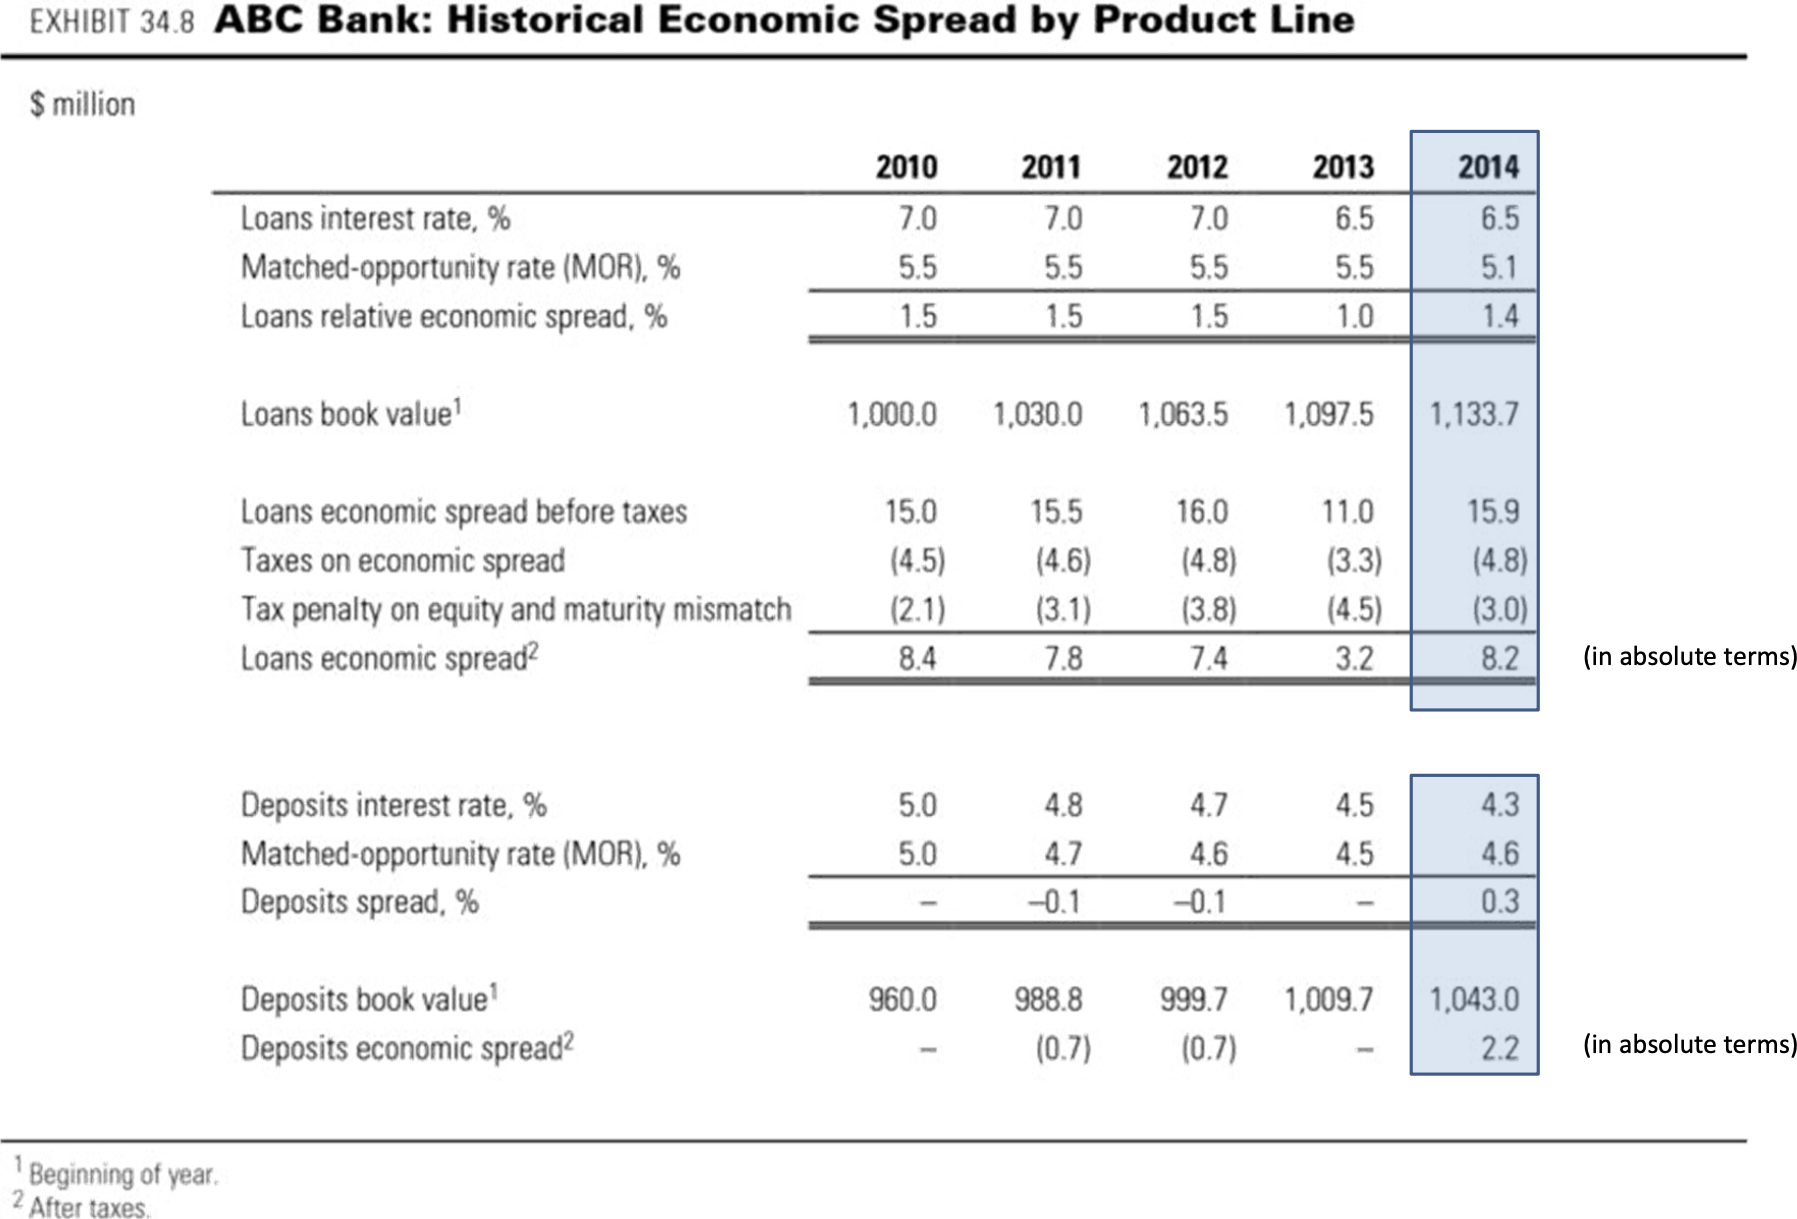 EXHIBIT 34.8 ABC Bank: Historical Economic Spread by Product Line
$ million
2010 2011 2012 2013 2014
Loans interest rate, % 7.0 7.0 7.0 6.5 6.5
Matched-opportunity rate (MOR), % 5.5 5.5 5.5 5.5 5.1
Loans relative economic spread, % 1.5 1.5 1.5 1.0 1.4
Loans book value¹ 1,000.0 1,030.0 1,063.5 1,097.5 1,133.7
Loans economic spread before taxes 15.0 15.5 16.0 11.0 15.9
Taxes on economic spread (4.5) (4.6) (4.8) (3.3) (4.8)
Tax penalty on equity and maturity mismatch (2.1) (3.1) (3.8) (4.5) (3.0)
Loans economic spread² 8.4 7.8 7.4 3.2 8.2 (in absolute terms)
Deposits interest rate, % 5.0 4.8 4.7 4.5 4.3
Matched-opportunity rate (MOR), % 5.0 4.7 4.6 4.5 4.6
Deposits spread, % – –0.1 –0.1 – 0.3
Deposits book value¹ 960.0 988.8 999.7 1,009.7 1,043.0
Deposits economic spread² – (0.7) (0.7) – 2.2 (in absolute terms)
¹ Beginning of year.
² After taxes.